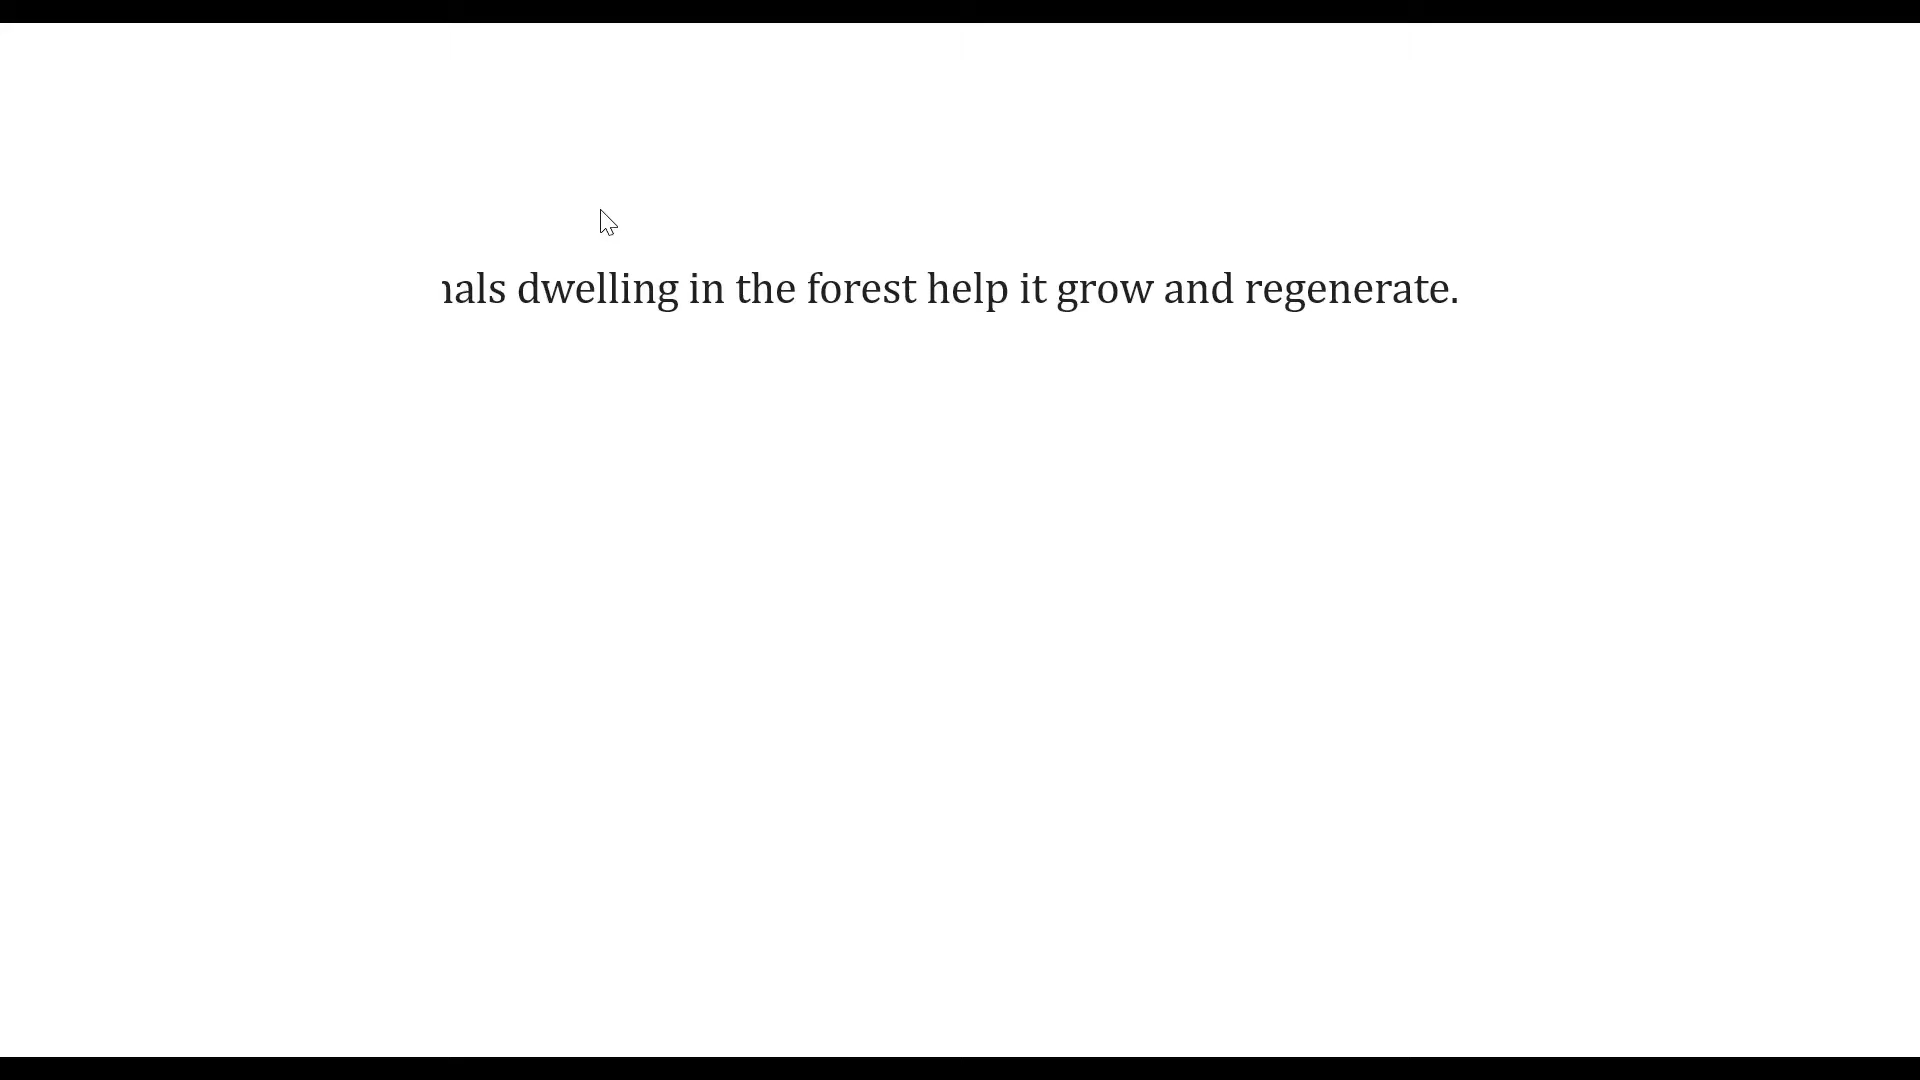 als dwelling in the forest help it grow and regenerate.